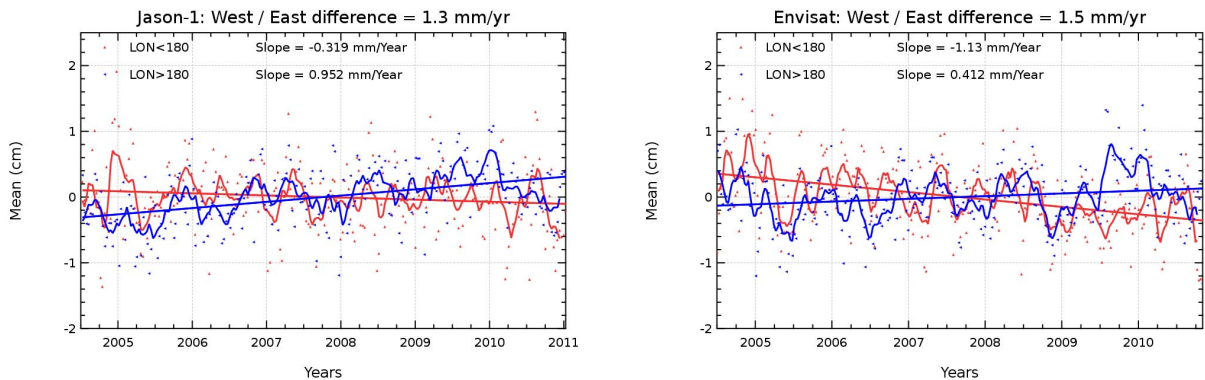 Jason-1: West / East difference = 1.3 mm/yr
LON<180 Slope = -0.319 mm/Year
LON>180 Slope = 0.952 mm/Year
Mean (cm)
2
1
0
-1
-2
2005 2006 2007 2008 2009 2010 2011
Years
Envisat: West / East difference = 1.5 mm/yr
LON<180 Slope = -1.13 mm/Year
LON>180 Slope = 0.412 mm/Year
Mean (cm)
2
1
0
-1
-2
2005 2006 2007 2008 2009 2010
Years